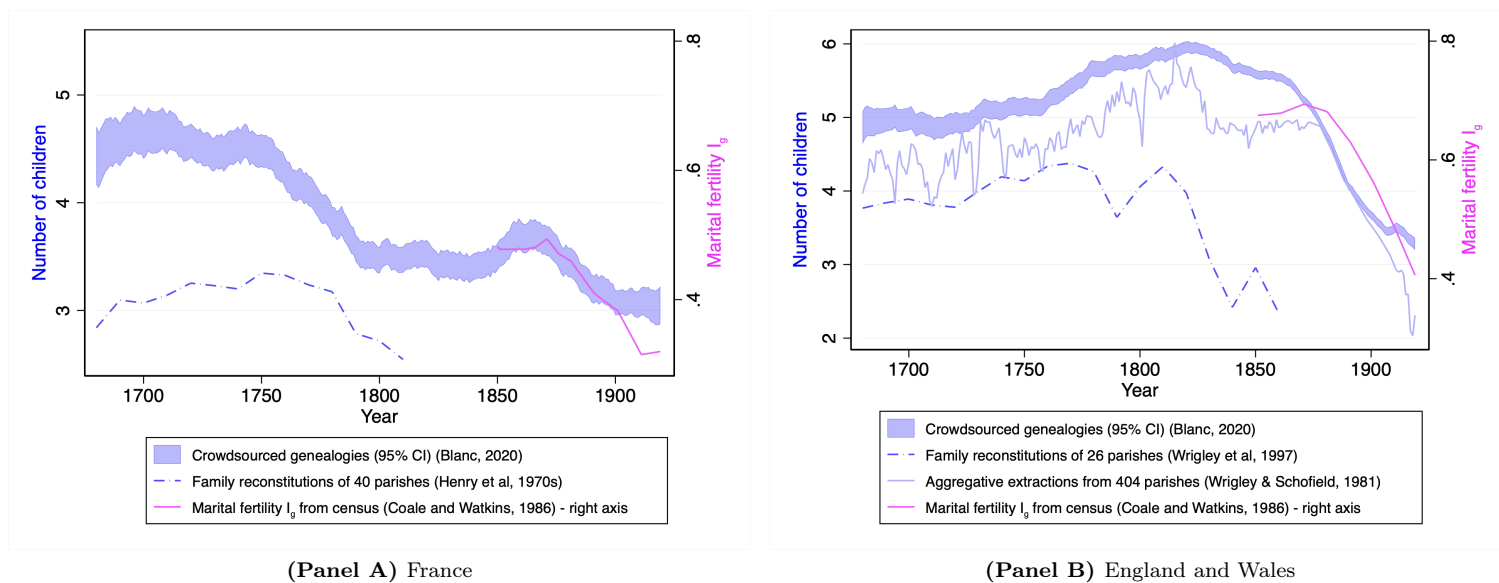 Number of children
5
4
3
.8
.6
.4
Marital fertility Ig
1700
1750
1800
1850
1900
Year
Crowdsourced genealogies (95% CI) (Blanc, 2020)
Family reconstitutions of 40 parishes (Henry et al, 1970s)
Marital fertility Ig from census (Coale and Watkins, 1986) - right axis
(Panel A) France
Number of children
6
5
4
3
2
.8
.6
.4
Marital fertility Ig
1700
1750
1800
1850
1900
Year
Crowdsourced genealogies (95% CI) (Blanc, 2020)
Family reconstitutions of 26 parishes (Wrigley et al, 1997)
Aggregative extractions from 404 parishes (Wrigley & Schofield, 1981)
Marital fertility Ig from census (Coale and Watkins, 1986) - right axis
(Panel B) England and Wales